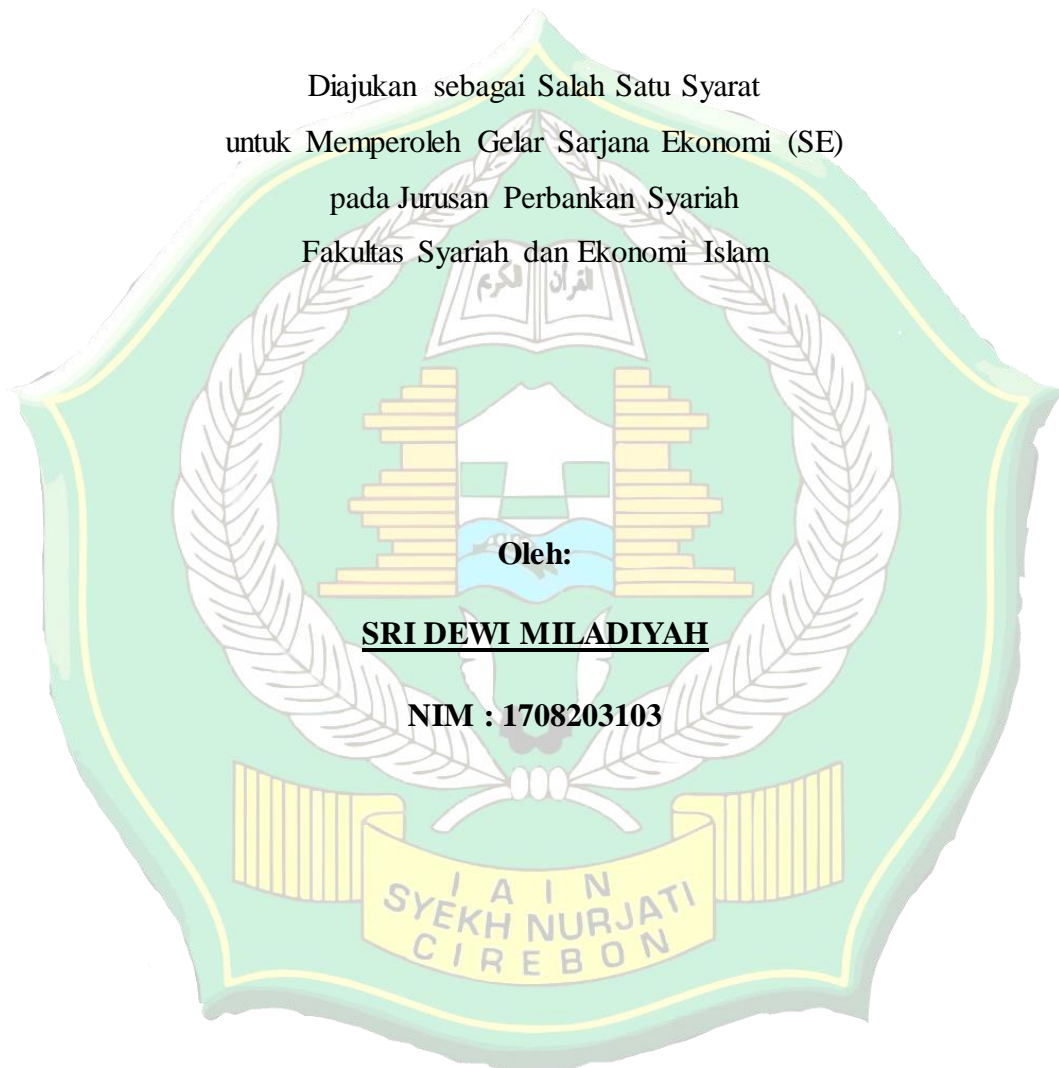 Diajukan sebagai Salah Satu Syarat
untuk Memperoleh Gelar Sarjana Ekonomi (SE)
pada Jurusan Perbankan Syariah
Fakultas Syariah dan Ekonomi Islam
القرآن الكريم
Oleh:
SRI DEWI MILADIYAH
NIM : 1708203103
IAIN
SYEKH NURJATI
CIREBON